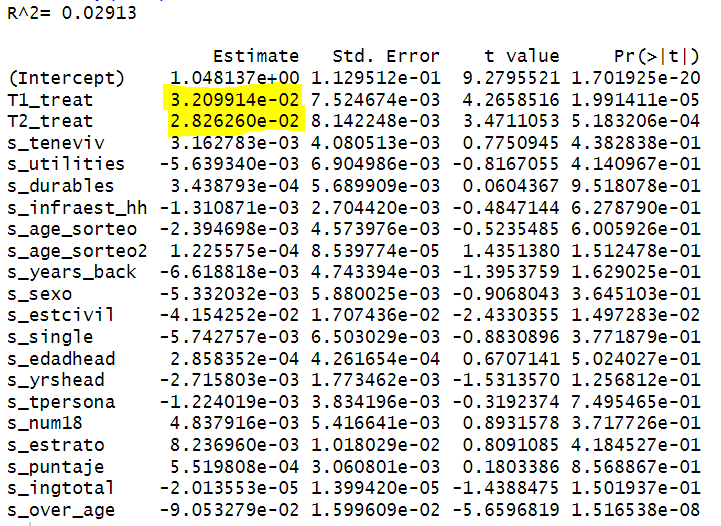 R^2= 0.02913
Estimate Std. Error t value Pr(>|t|)
(Intercept) 1.048137e+00 1.129512e-01 9.2795521 1.701925e-20
T1_treat 3.209914e-02 7.524674e-03 4.2658516 1.991411e-05
T2_treat 2.826260e-02 8.142248e-03 3.4711053 5.183206e-04
s_teneviv 3.162783e-03 4.080513e-03 0.7750945 4.382838e-01
s_utilities -5.639340e-03 6.904986e-03 -0.8167055 4.140967e-01
s_durables 3.438793e-04 5.689909e-03 0.0604367 9.518078e-01
s_infraest_hh -1.310871e-03 2.704420e-03 -0.4847144 6.278790e-01
s_age_sorteo -2.394698e-03 4.573976e-03 -0.5235485 6.005926e-01
s_age_sorteo2 1.225575e-04 8.539774e-05 1.4351380 1.512478e-01
s_years_back -6.618818e-03 4.743394e-03 -1.3953759 1.629025e-01
s_sexo -5.332032e-03 5.880025e-03 -0.9068043 3.645103e-01
s_estcivil -4.154252e-02 1.707436e-02 -2.4330355 1.497283e-02
s_single -5.742757e-03 6.503029e-03 -0.8830896 3.771879e-01
s_edadhead 2.858352e-04 4.261654e-04 0.6707141 5.024027e-01
s_yrshead -2.715803e-03 1.773462e-03 -1.5313570 1.256812e-01
s_tpersona -1.224019e-03 3.834196e-03 -0.3192374 7.495465e-01
s_num18 4.837916e-03 5.416641e-03 0.8931578 3.717726e-01
s_estrato 8.236960e-03 1.018029e-02 0.8091085 4.184527e-01
s_puntaje 5.519808e-04 3.060801e-03 0.1803386 8.568867e-01
s_ingtotal -2.013553e-05 1.399420e-05 -1.4388475 1.501937e-01
s_over_age -9.053279e-02 1.599609e-02 -5.6596819 1.516538e-08